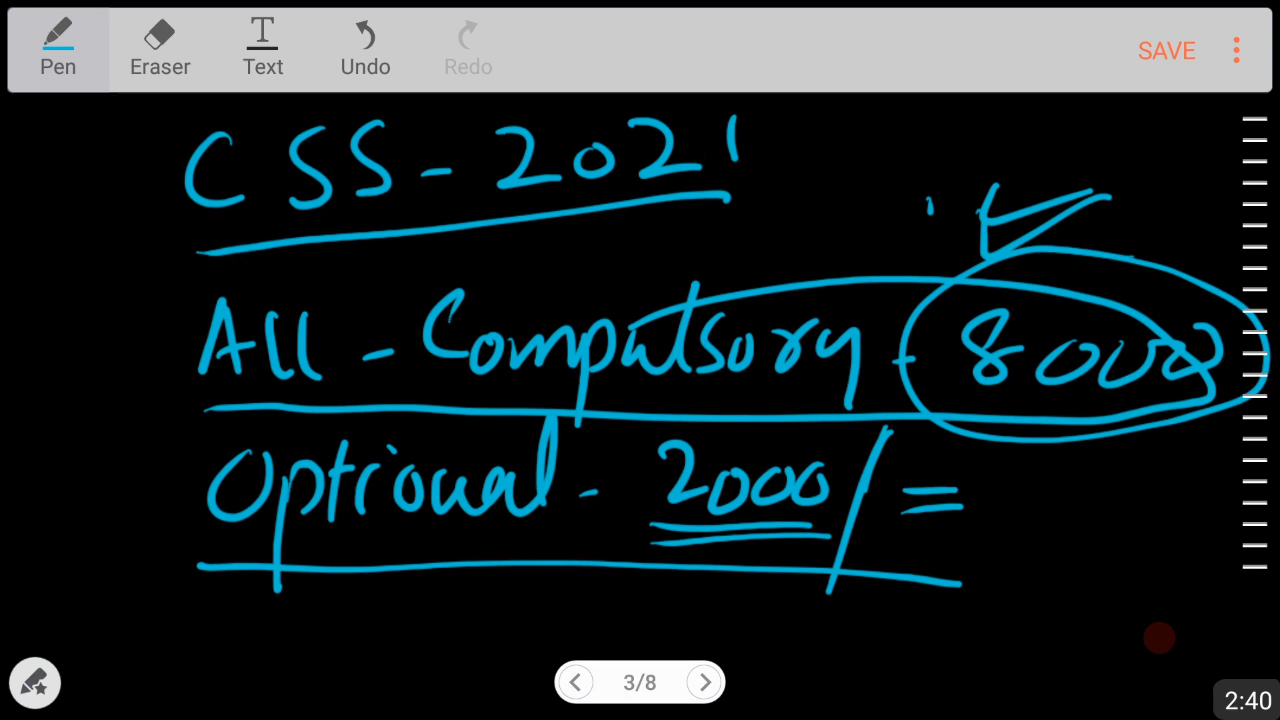 Pen Eraser Text Undo Redo SAVE
CSS-2021
All - Compulsory - 8000
Optional - 2000/=
3/8
2:40